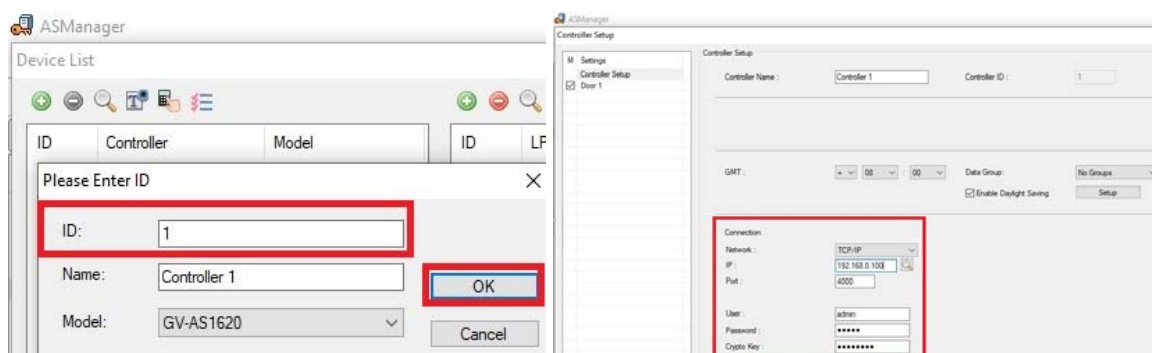 ASManager
Device List
ID Controller Model ID
Please Enter ID
ID: 1
Name: Controller 1
OK
Model: GV-AS1620
Cancel
ASManager
Controller Setup
M Settings
Controller Setup
Door 1
Controller Setup
Controller Name : Controller 1 Controller ID : 1
GMT : + 08 : 00 Data Group: No Groups
Enable Daylight Saving Setup
Connection
Network : TCP/IP
IP : 192.168.0.100
Port : 4000
User : admin
Password : •••••
Crypto Key : ••••••••